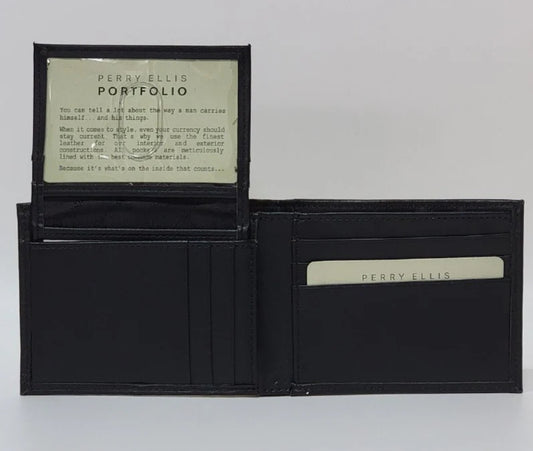 PERRY ELLIS
PORTFOLIO
You can tell a lot about the way a man carries
himself...and his things.
When it comes to style, even your currency should
stay current. That's why we use the finest
leather for our interior and exterior
constructions. All pockets are meticulously
lined with best materials.
Because it's what's on the inside that counts...
PERRY ELLIS